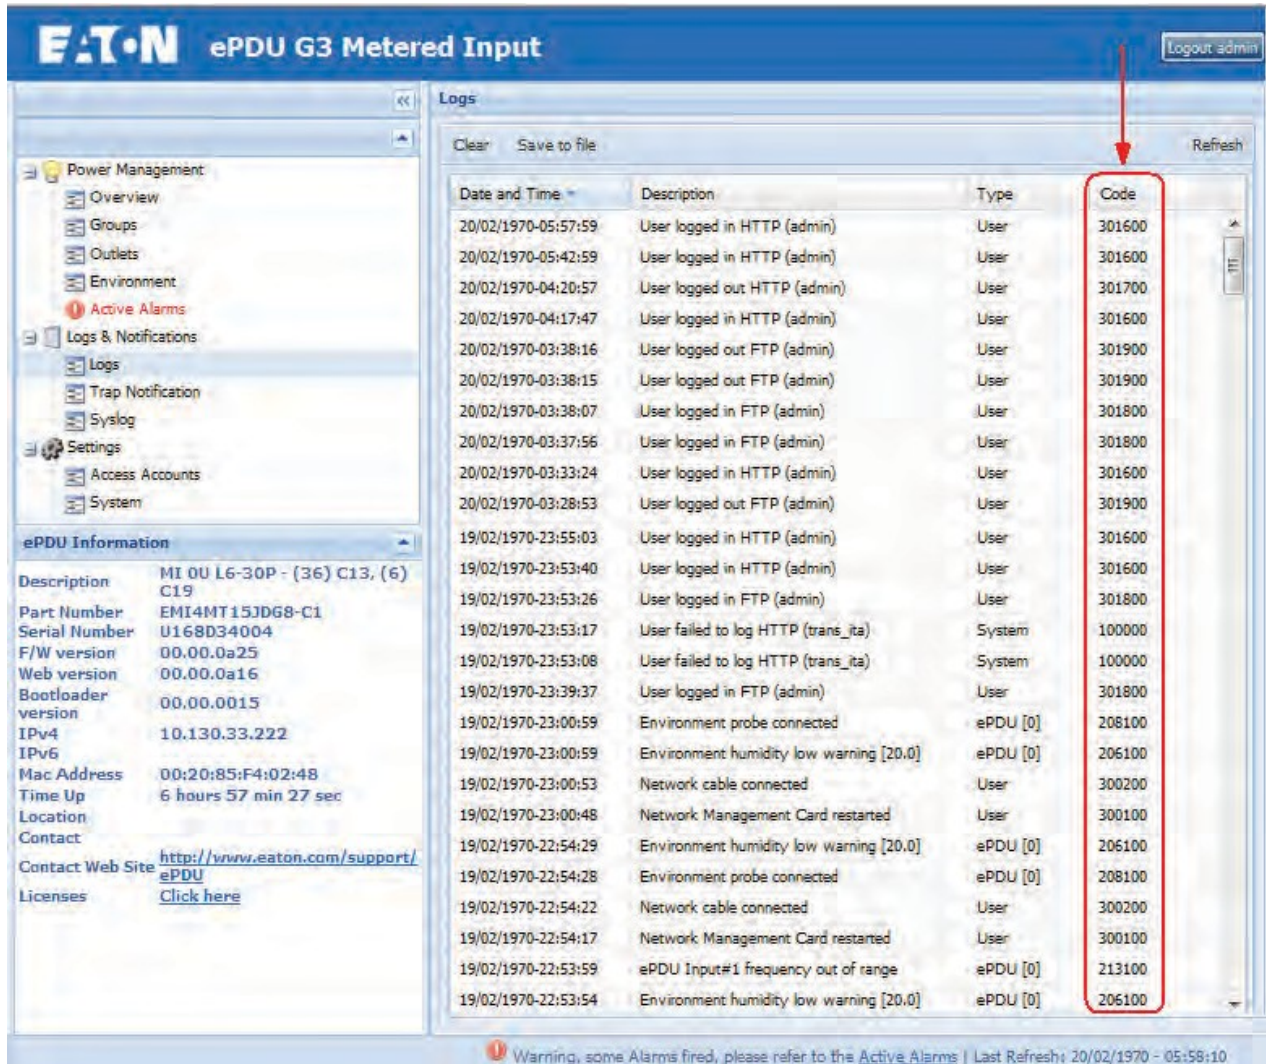 EATON ePDU G3 Metered Input
Logout admin
Power Management
Overview
Groups
Outlets
Environment
Active Alarms
Logs & Notifications
Logs
Trap Notification
Syslog
Settings
Access Accounts
System
ePDU Information
Description MI 0U L6-30P - (36) C13, (6) C19
Part Number EMI4MT15JDG8-C1
Serial Number U168D34004
F/W version 00.00.0a25
Web version 00.00.0a16
Bootloader version 00.00.0015
IPv4 10.130.33.222
IPv6
Mac Address 00:20:85:F4:02:48
Time Up 6 hours 57 min 27 sec
Location
Contact
Contact Web Site http://www.eaton.com/support/ePDU
Licenses Click here
Logs
Clear Save to file Refresh
Date and Time Description Type Code
20/02/1970-05:57:59 User logged in HTTP (admin) User 301600
20/02/1970-05:42:59 User logged in HTTP (admin) User 301600
20/02/1970-04:20:57 User logged out HTTP (admin) User 301700
20/02/1970-04:17:47 User logged in HTTP (admin) User 301600
20/02/1970-03:38:16 User logged out FTP (admin) User 301900
20/02/1970-03:38:15 User logged out FTP (admin) User 301900
20/02/1970-03:38:07 User logged in FTP (admin) User 301800
20/02/1970-03:37:56 User logged in FTP (admin) User 301800
20/02/1970-03:33:24 User logged in HTTP (admin) User 301600
20/02/1970-03:28:53 User logged out FTP (admin) User 301900
19/02/1970-23:55:03 User logged in HTTP (admin) User 301600
19/02/1970-23:53:40 User logged in HTTP (admin) User 301600
19/02/1970-23:53:26 User logged in FTP (admin) User 301800
19/02/1970-23:53:17 User failed to log HTTP (trans_ita) System 100000
19/02/1970-23:53:08 User failed to log HTTP (trans_ita) System 100000
19/02/1970-23:39:37 User logged in FTP (admin) User 301800
19/02/1970-23:00:59 Environment probe connected ePDU [0] 208100
19/02/1970-23:00:59 Environment humidity low warning [20.0] ePDU [0] 206100
19/02/1970-23:00:53 Network cable connected User 300200
19/02/1970-23:00:48 Network Management Card restarted User 300100
19/02/1970-22:54:29 Environment humidity low warning [20.0] ePDU [0] 206100
19/02/1970-22:54:28 Environment probe connected ePDU [0] 208100
19/02/1970-22:54:22 Network cable connected User 300200
19/02/1970-22:54:17 Network Management Card restarted User 300100
19/02/1970-22:53:59 ePDU Input#1 frequency out of range ePDU [0] 213100
19/02/1970-22:53:54 Environment humidity low warning [20.0] ePDU [0] 206100
Warning, some Alarms fired, please refer to the Active Alarms | Last Refresh: 20/02/1970 - 05:58:10